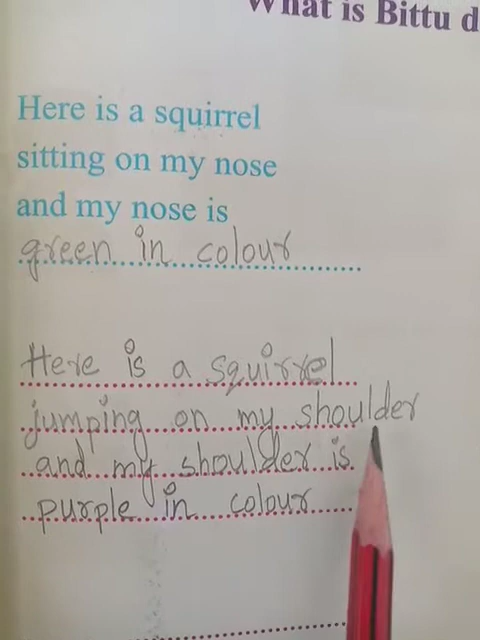 What is Bittu d
Here is a squirrel
sitting on my nose
and my nose is
green in colour
Here is a squirrel
jumping on my shoulder
and my shoulder is
purple in colour